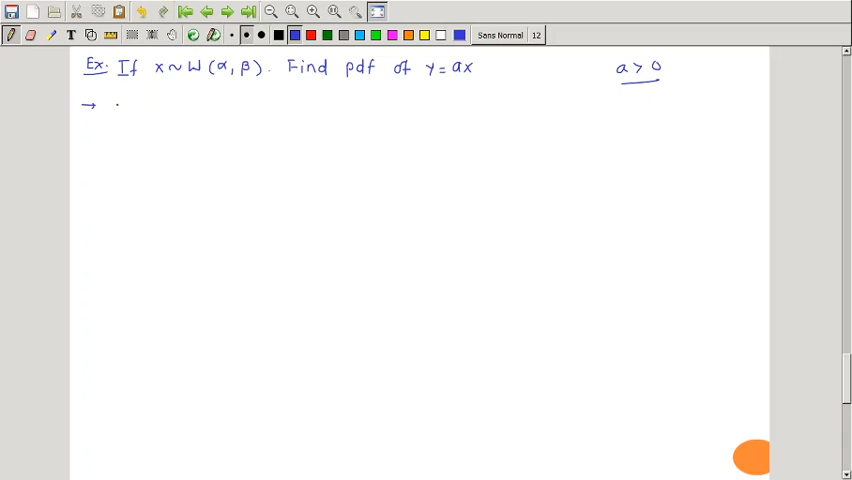 Sans Normal 12
Ex. If x ~ W (α, β). Find pdf of y = ax a > 0
→